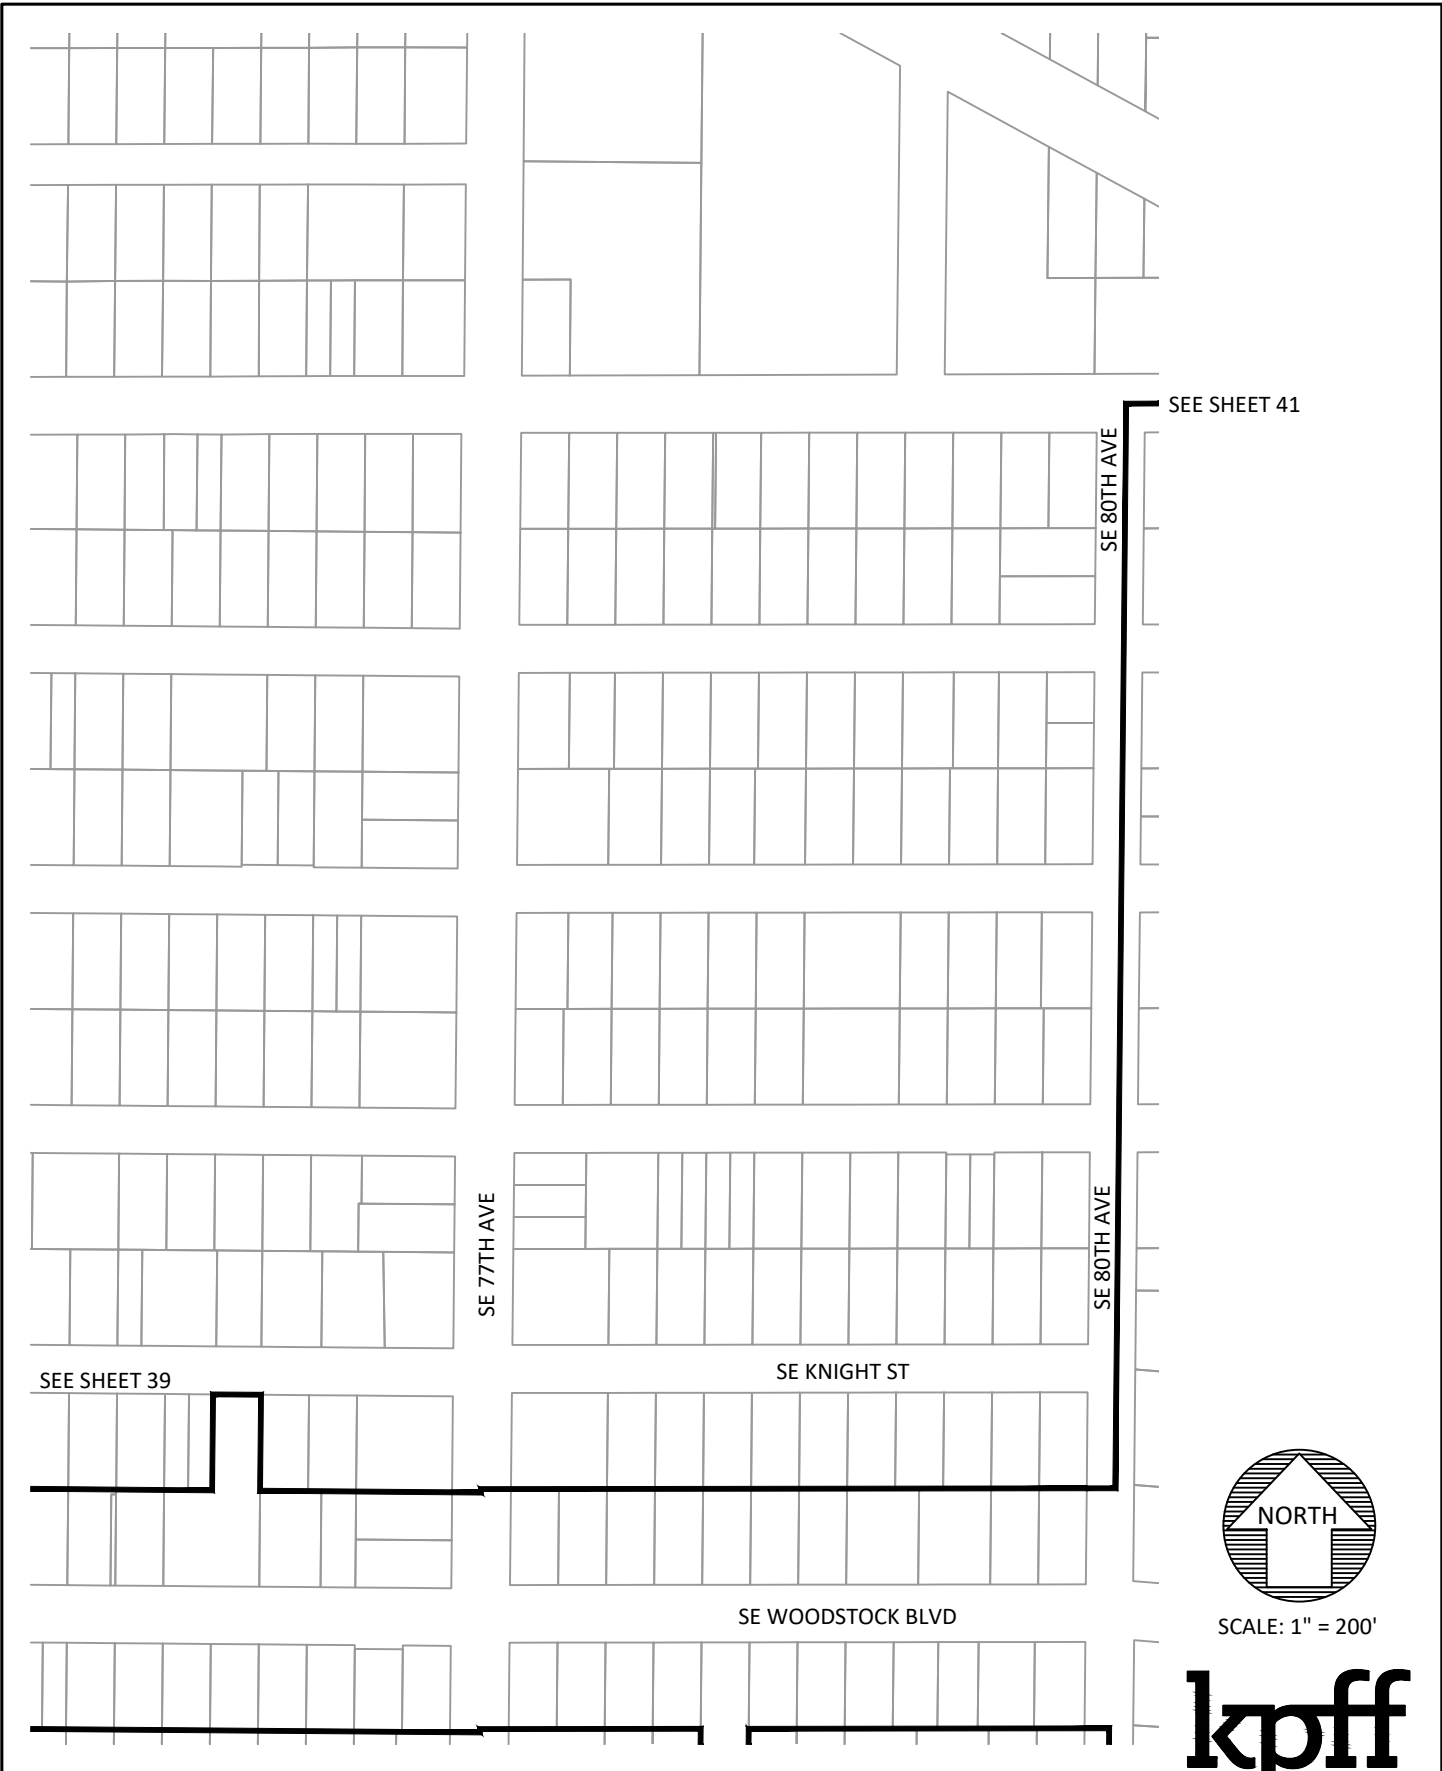 SEE SHEET 41
SE 80TH AVE
SE 77TH AVE
SE 80TH AVE
SE KNIGHT ST
SEE SHEET 39
NORTH
SE WOODSTOCK BLVD
SCALE: 1" = 200'
kpff